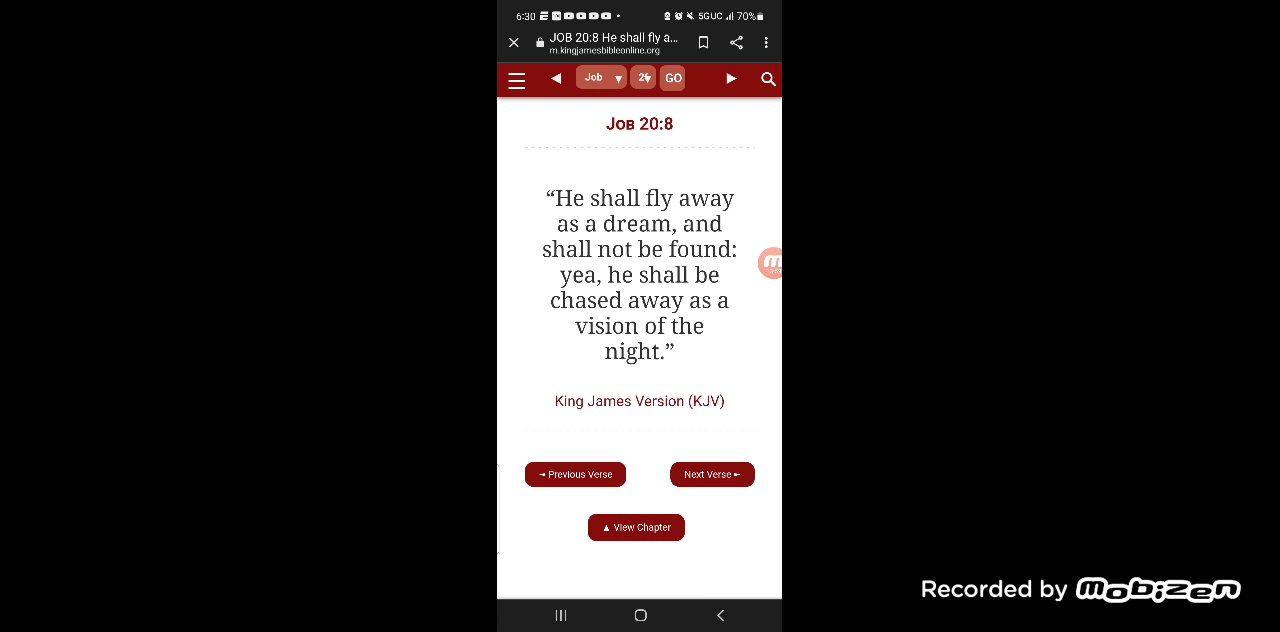 6:30 5GUC 70%
JOB 20:8 He shall fly a...
m.kingjamesbibleonline.org
Job GO
JOB 20:8
“He shall fly away
as a dream, and
shall not be found:
yea, he shall be
chased away as a
vision of the
night.”
King James Version (KJV)
◄ Previous Verse Next Verse ►
▲ View Chapter
Recorded by mobizen